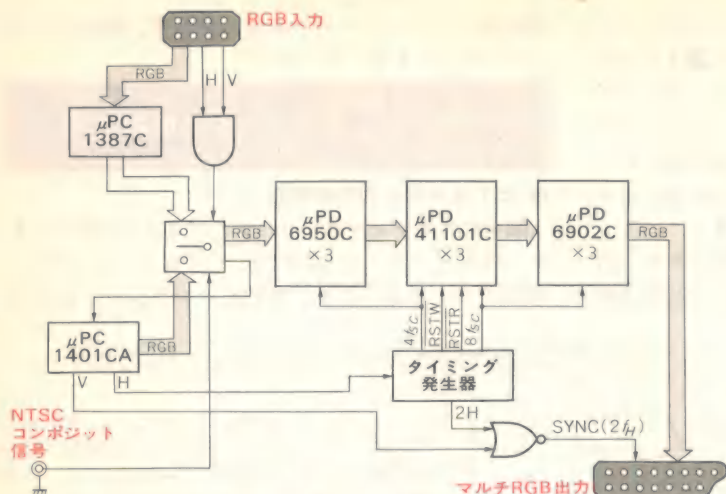 RGB入力
RGB
H
V
μPC
1387C
μPD
6950C
×3
μPD
41101C
×3
μPD
6902C
×3
RGB
RGB
μPC
1401CA
RGB
V
H
4fsc
RSTW
RSTR
8fsc
タイミング
発生器
2H
NTSC
コンポジット
信号
SYNC(2fH)
マルチRGB出力